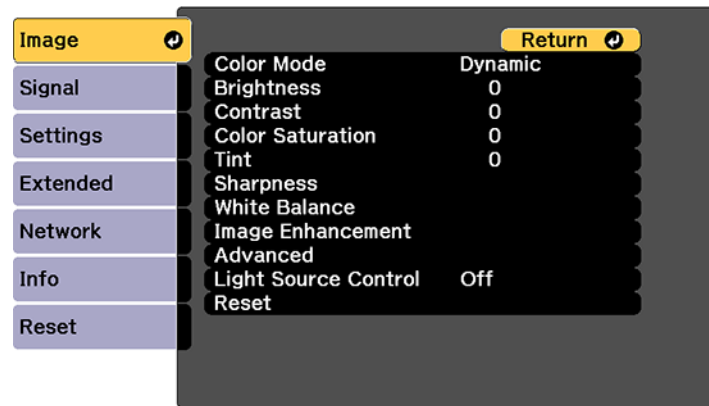 Image
Signal
Settings
Extended
Network
Info
Reset
Return
Color Mode Dynamic
Brightness 0
Contrast 0
Color Saturation 0
Tint 0
Sharpness
White Balance
Image Enhancement
Advanced
Light Source Control Off
Reset